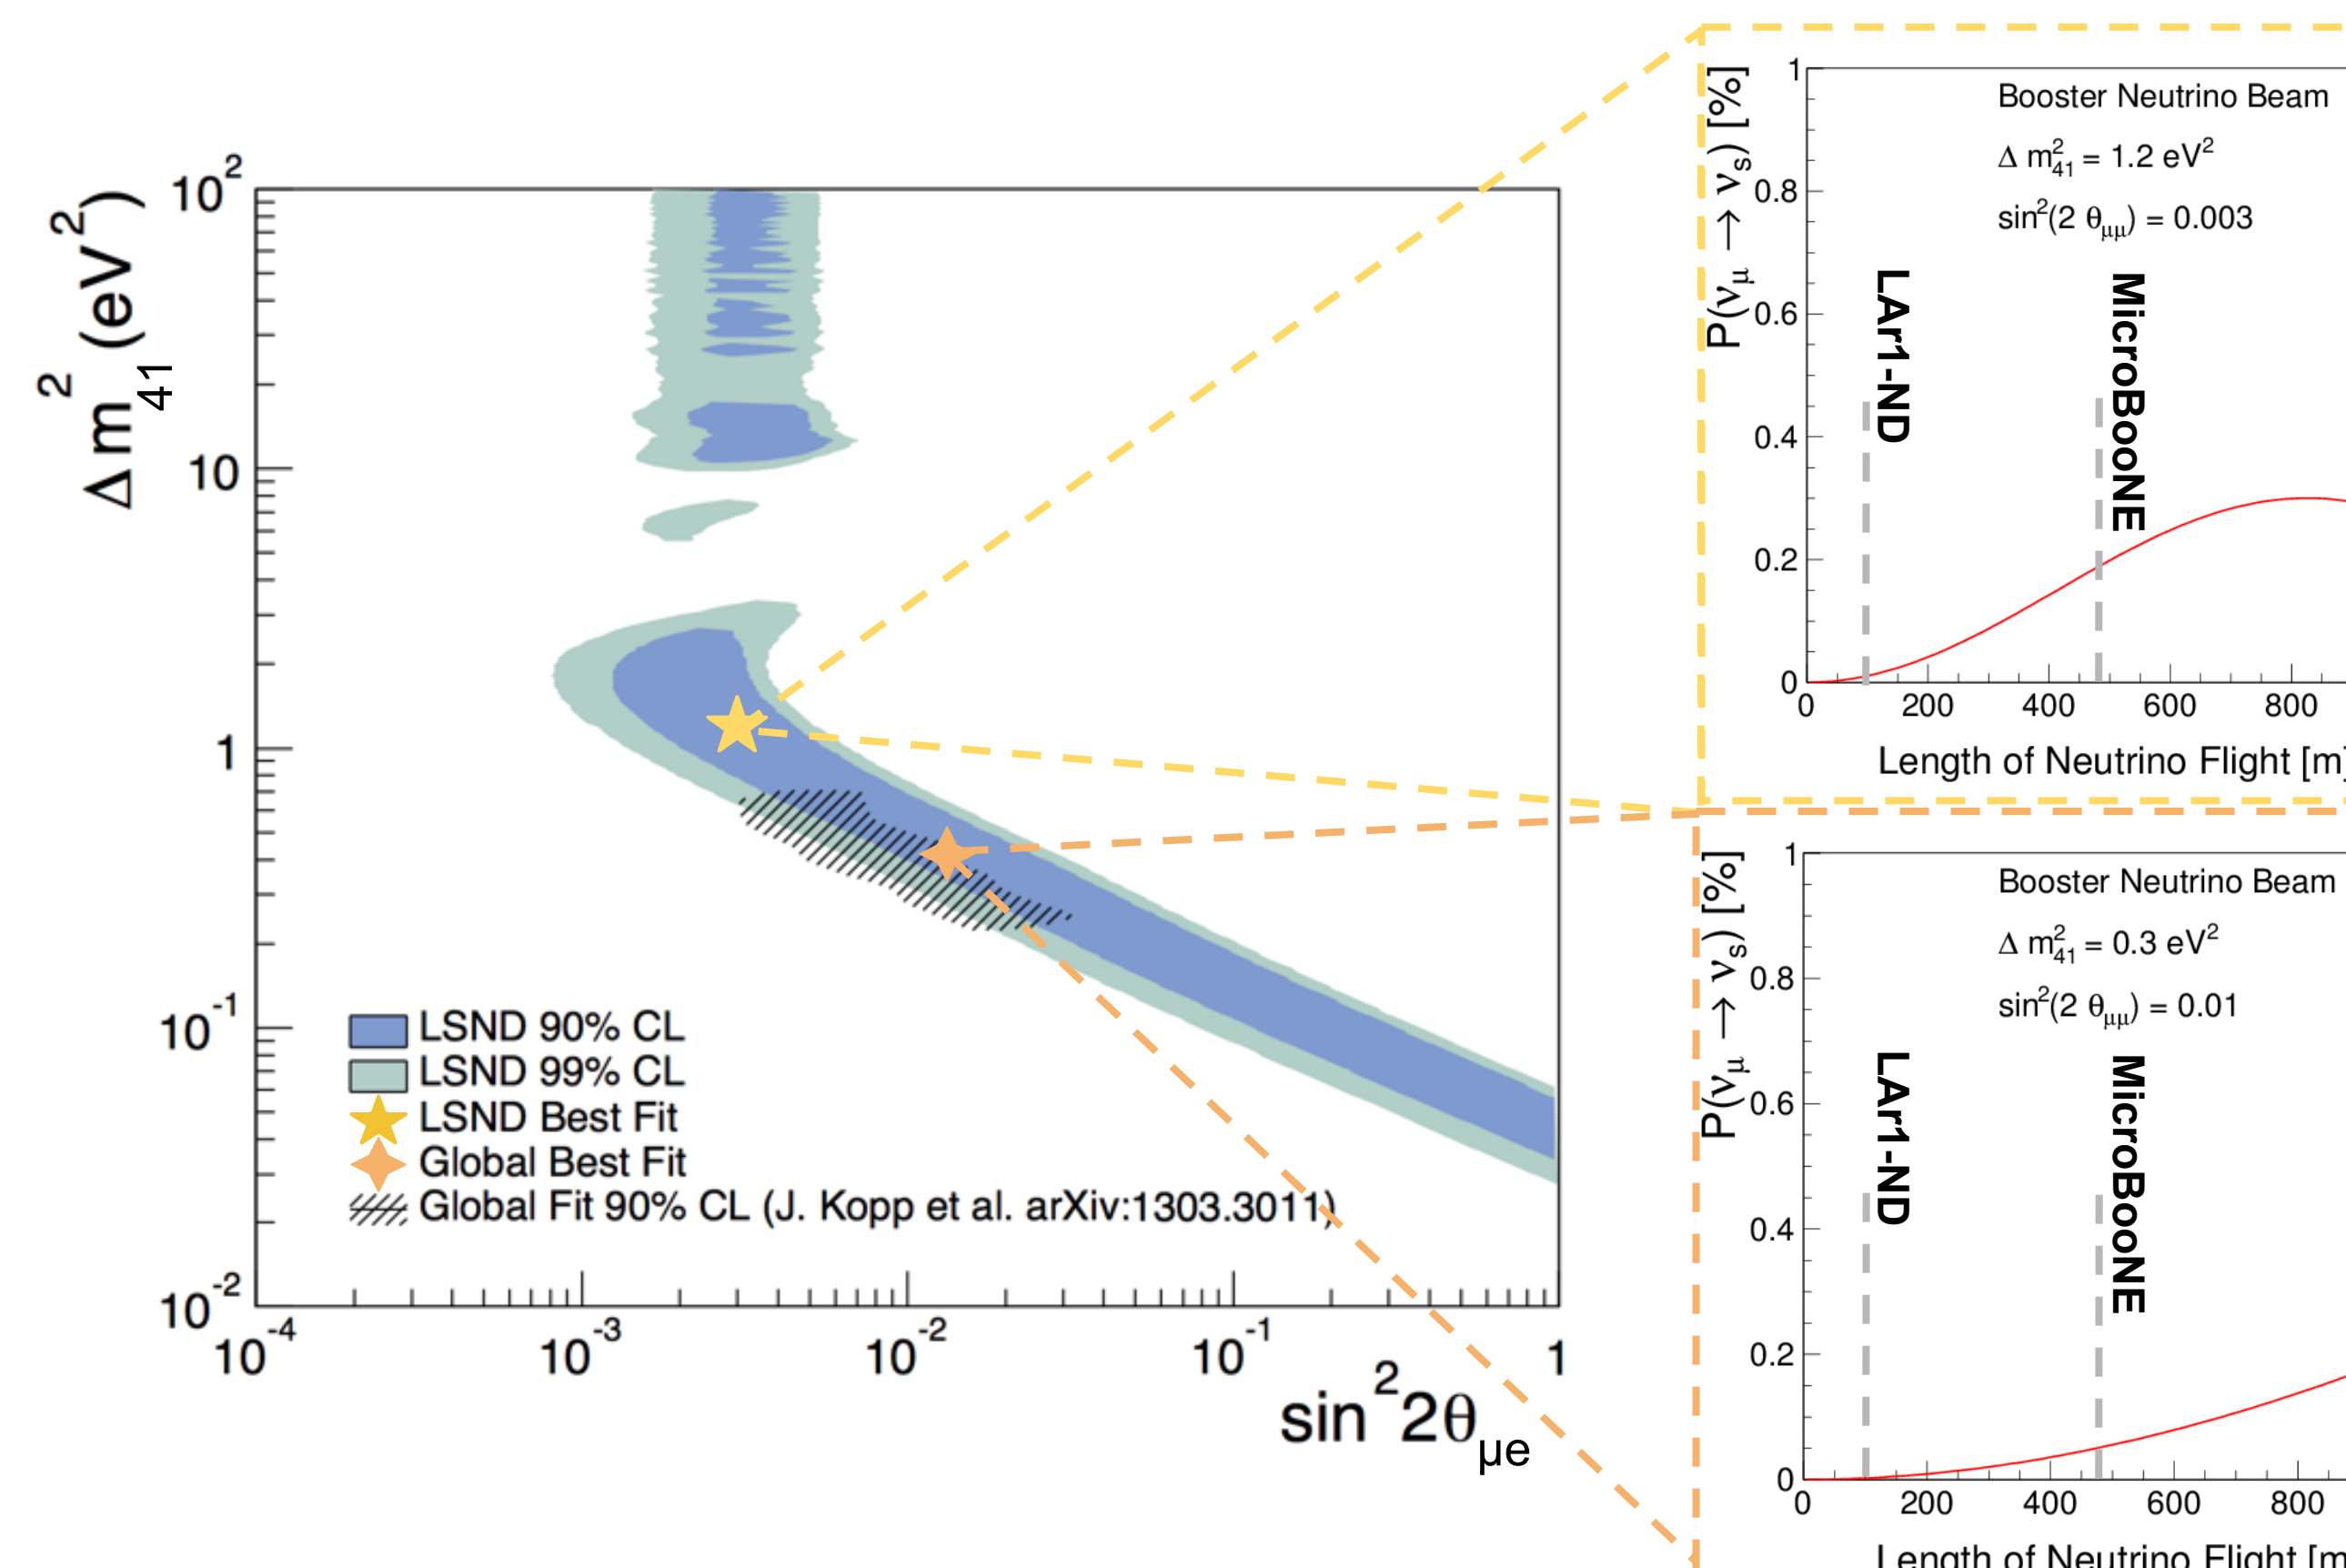 Δm²₄₁ (eV²)
10²
10
1
10⁻¹
10⁻²
10⁻⁴
10⁻³
10⁻²
10⁻¹
1
sin²2θμe
LSND 90% CL
LSND 99% CL
LSND Best Fit
Global Best Fit
Global Fit 90% CL (J. Kopp et al. arXiv:1303.3011)
P(νμ → νs) [%]
1
0.8
0.6
0.4
0.2
0
Booster Neutrino Beam
Δ m²₄₁ = 1.2 eV²
sin²(2 θμμ) = 0.003
LAr1-ND
MicroBooNE
0 200 400 600 800
Length of Neutrino Flight [m]
P(νμ → νs) [%]
1
0.8
0.6
0.4
0.2
0
Booster Neutrino Beam
Δ m²₄₁ = 0.3 eV²
sin²(2 θμμ) = 0.01
LAr1-ND
MicroBooNE
0 200 400 600 800
Length of Neutrino Flight [m